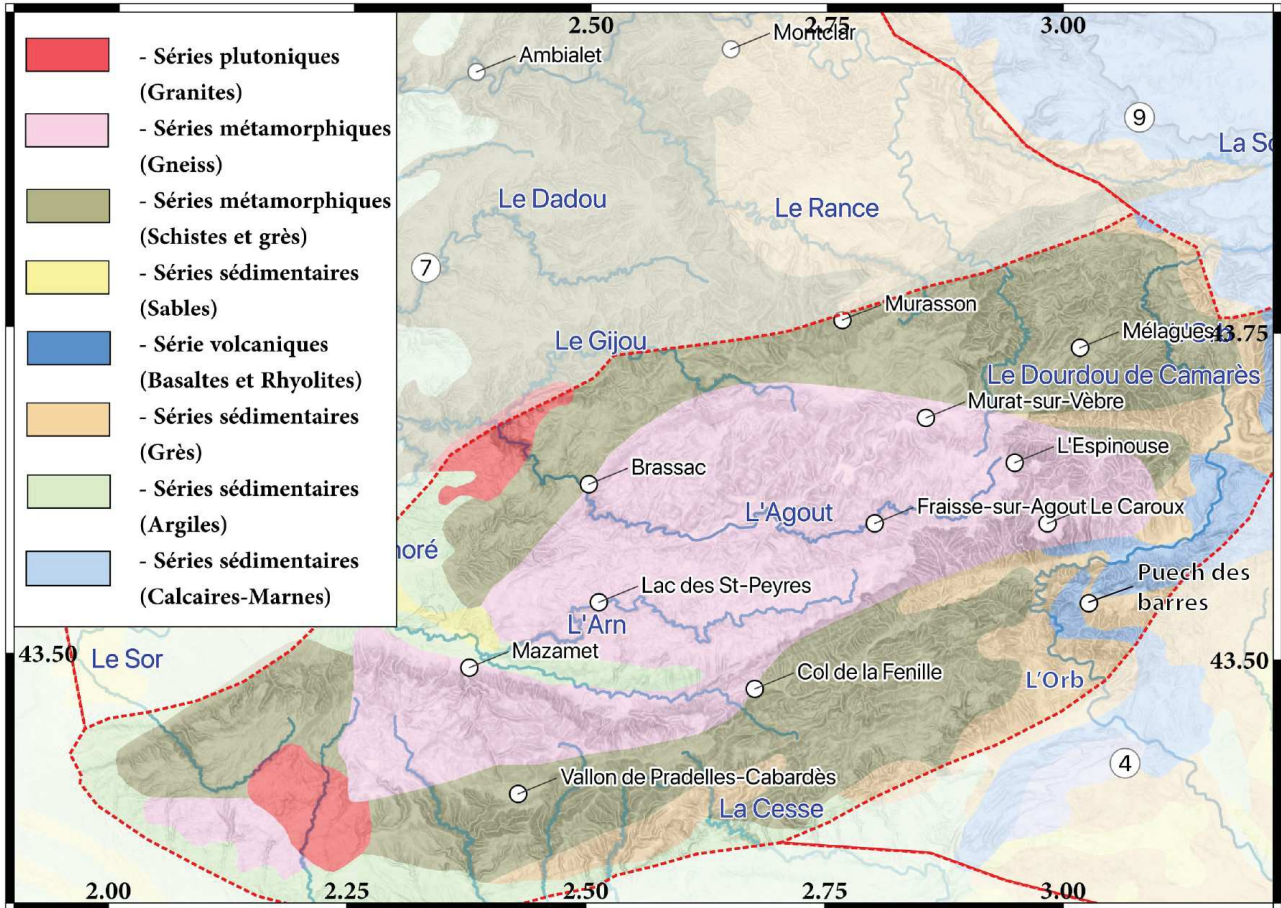 - Séries plutoniques
(Granites)
- Séries métamorphiques
(Gneiss)
- Séries métamorphiques
(Schistes et grès)
- Séries sédimentaires
(Sables)
- Série volcaniques
(Basaltes et Rhyolites)
- Séries sédimentaires
(Grès)
- Séries sédimentaires
(Argiles)
- Séries sédimentaires
(Calcaires-Marnes)
2.50
2.75
3.00
Montclar
Ambialet
9
La So
Le Dadou
Le Rance
7
Murasson
Le Gijou
Mélagues
43.75
Le Dourdou de Camarès
Murat-sur-Vèbre
L'Espinouse
Brassac
L'Agout
Fraisse-sur-Agout
Le Caroux
oré
Puech des
barres
Lac des St-Peyres
L'Arn
43.50
Le Sor
Mazamet
43.50
Col de la Fenille
L'Orb
4
Vallon de Pradelles-Cabardès
La Cesse
2.00
2.25
2.50
2.75
3.00